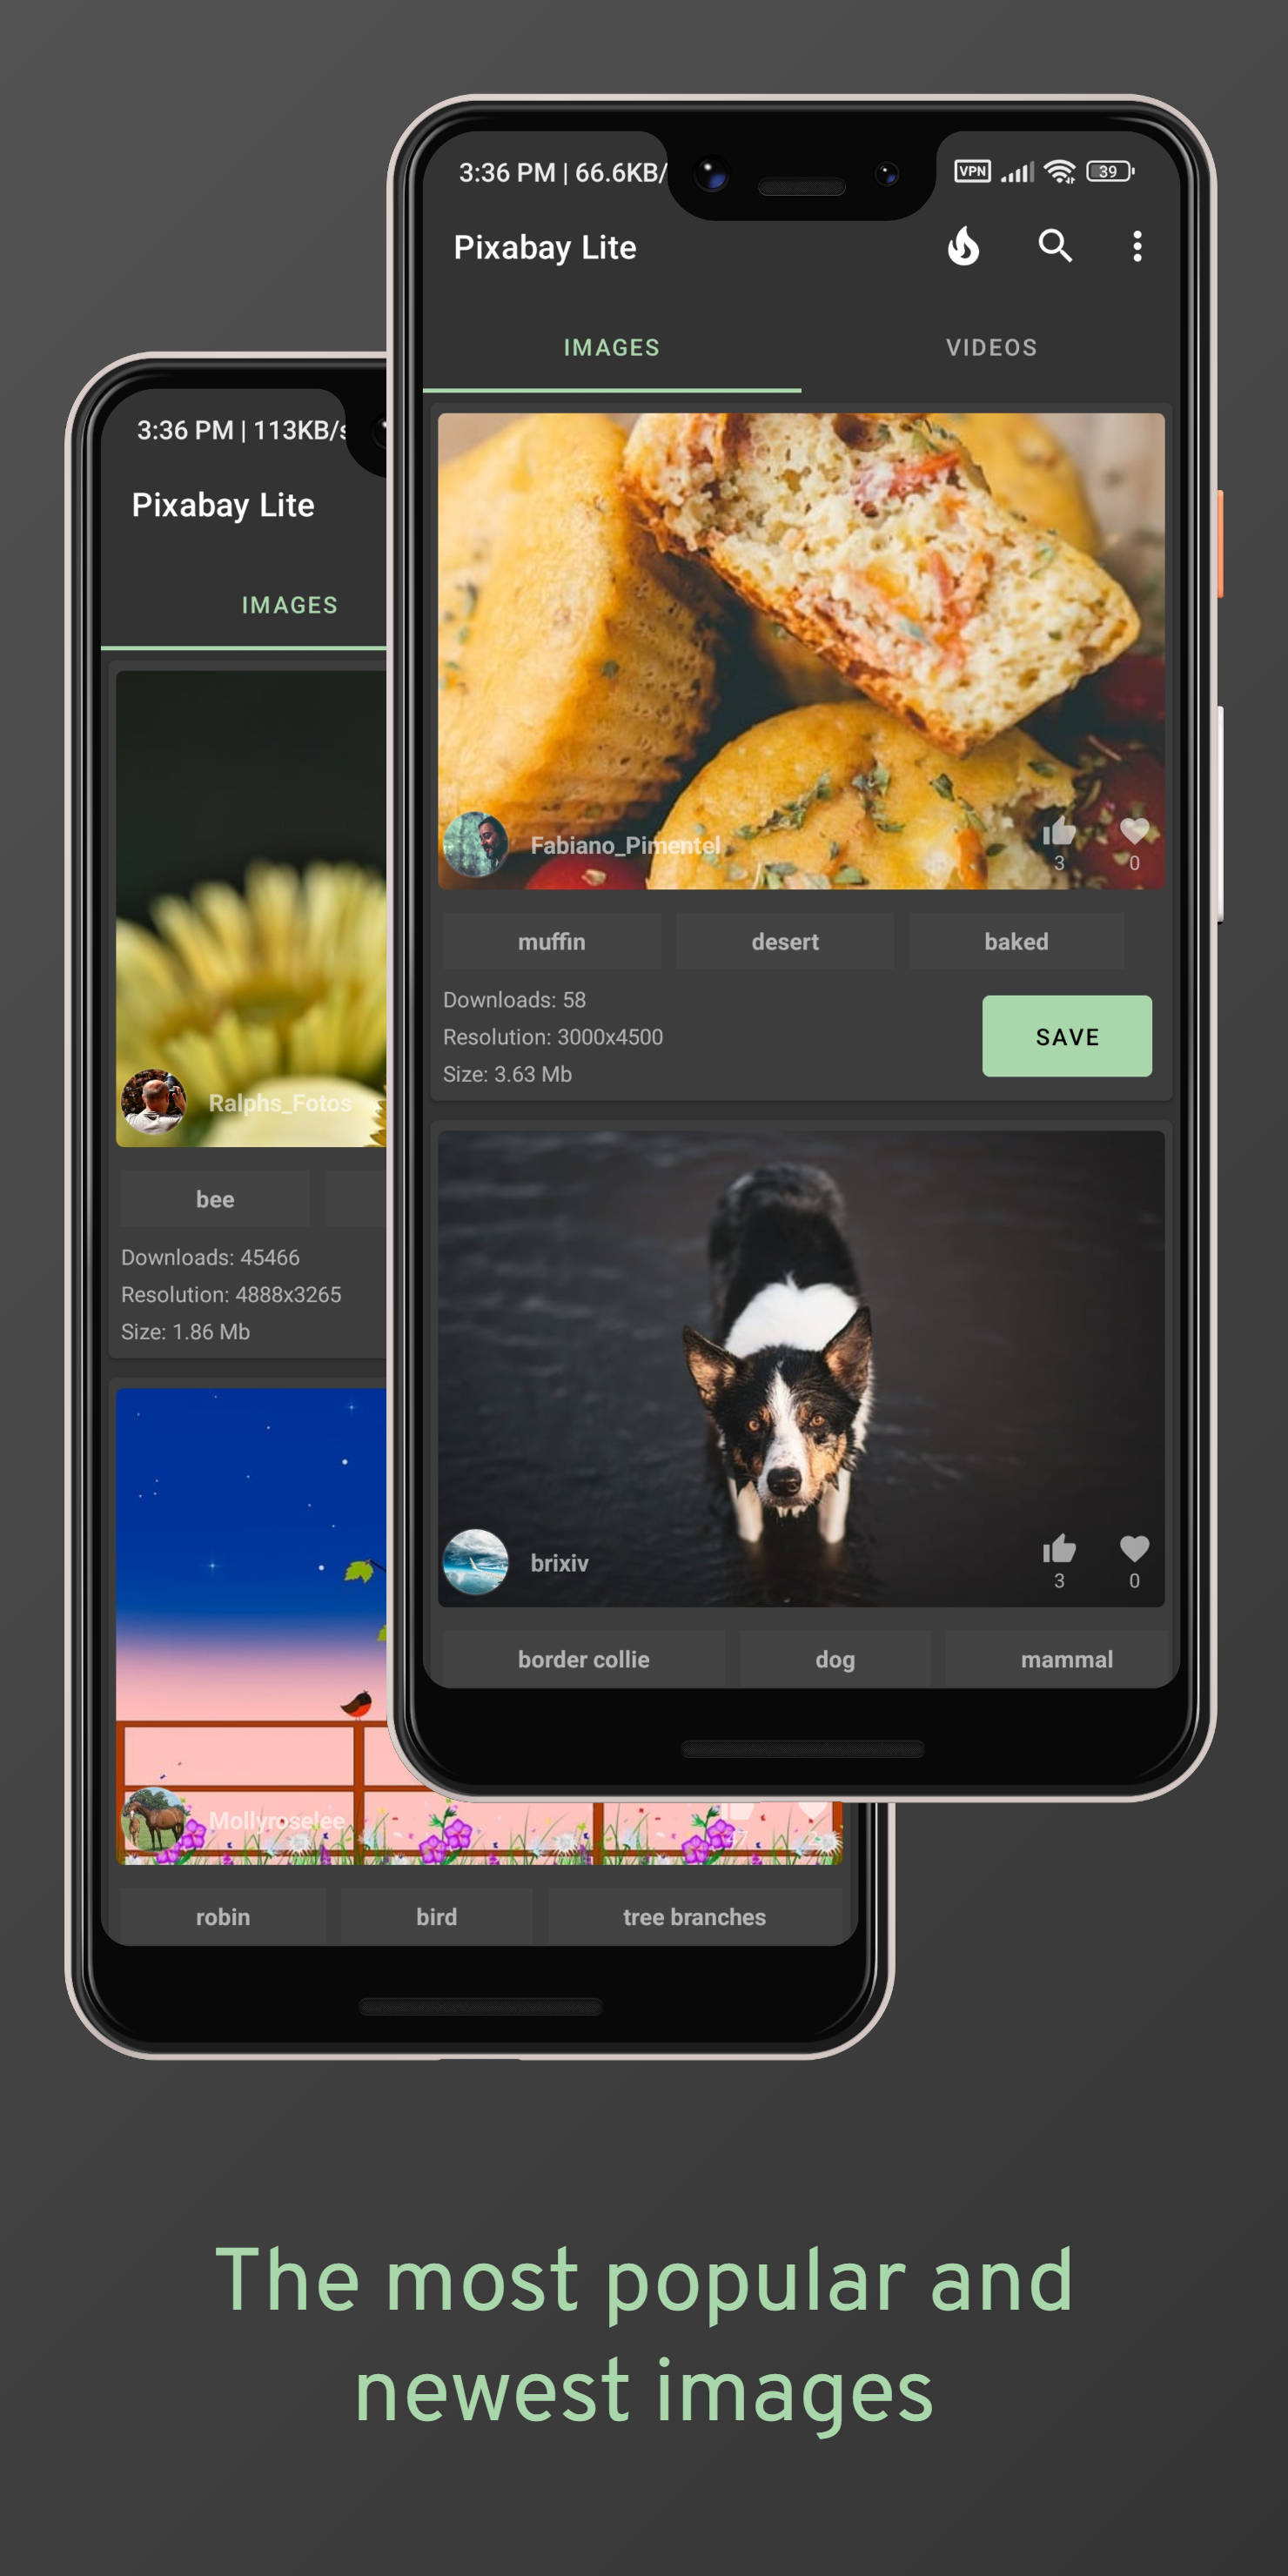 3:36 PM | 66.6KB/
VPN
39
Pixabay Lite
IMAGES
VIDEOS
Fabiano_Pimentel
3
0
muffin
desert
baked
Downloads: 58
Resolution: 3000x4500
Size: 3.63 Mb
SAVE
brixiv
3
0
border collie
dog
mammal
3:36 PM | 113KB/s
Pixabay Lite
IMAGES
Ralphs_Fotos
bee
Downloads: 45466
Resolution: 4888x3265
Size: 1.86 Mb
Mollyroselee
47
robin
bird
tree branches
The most popular and
newest images